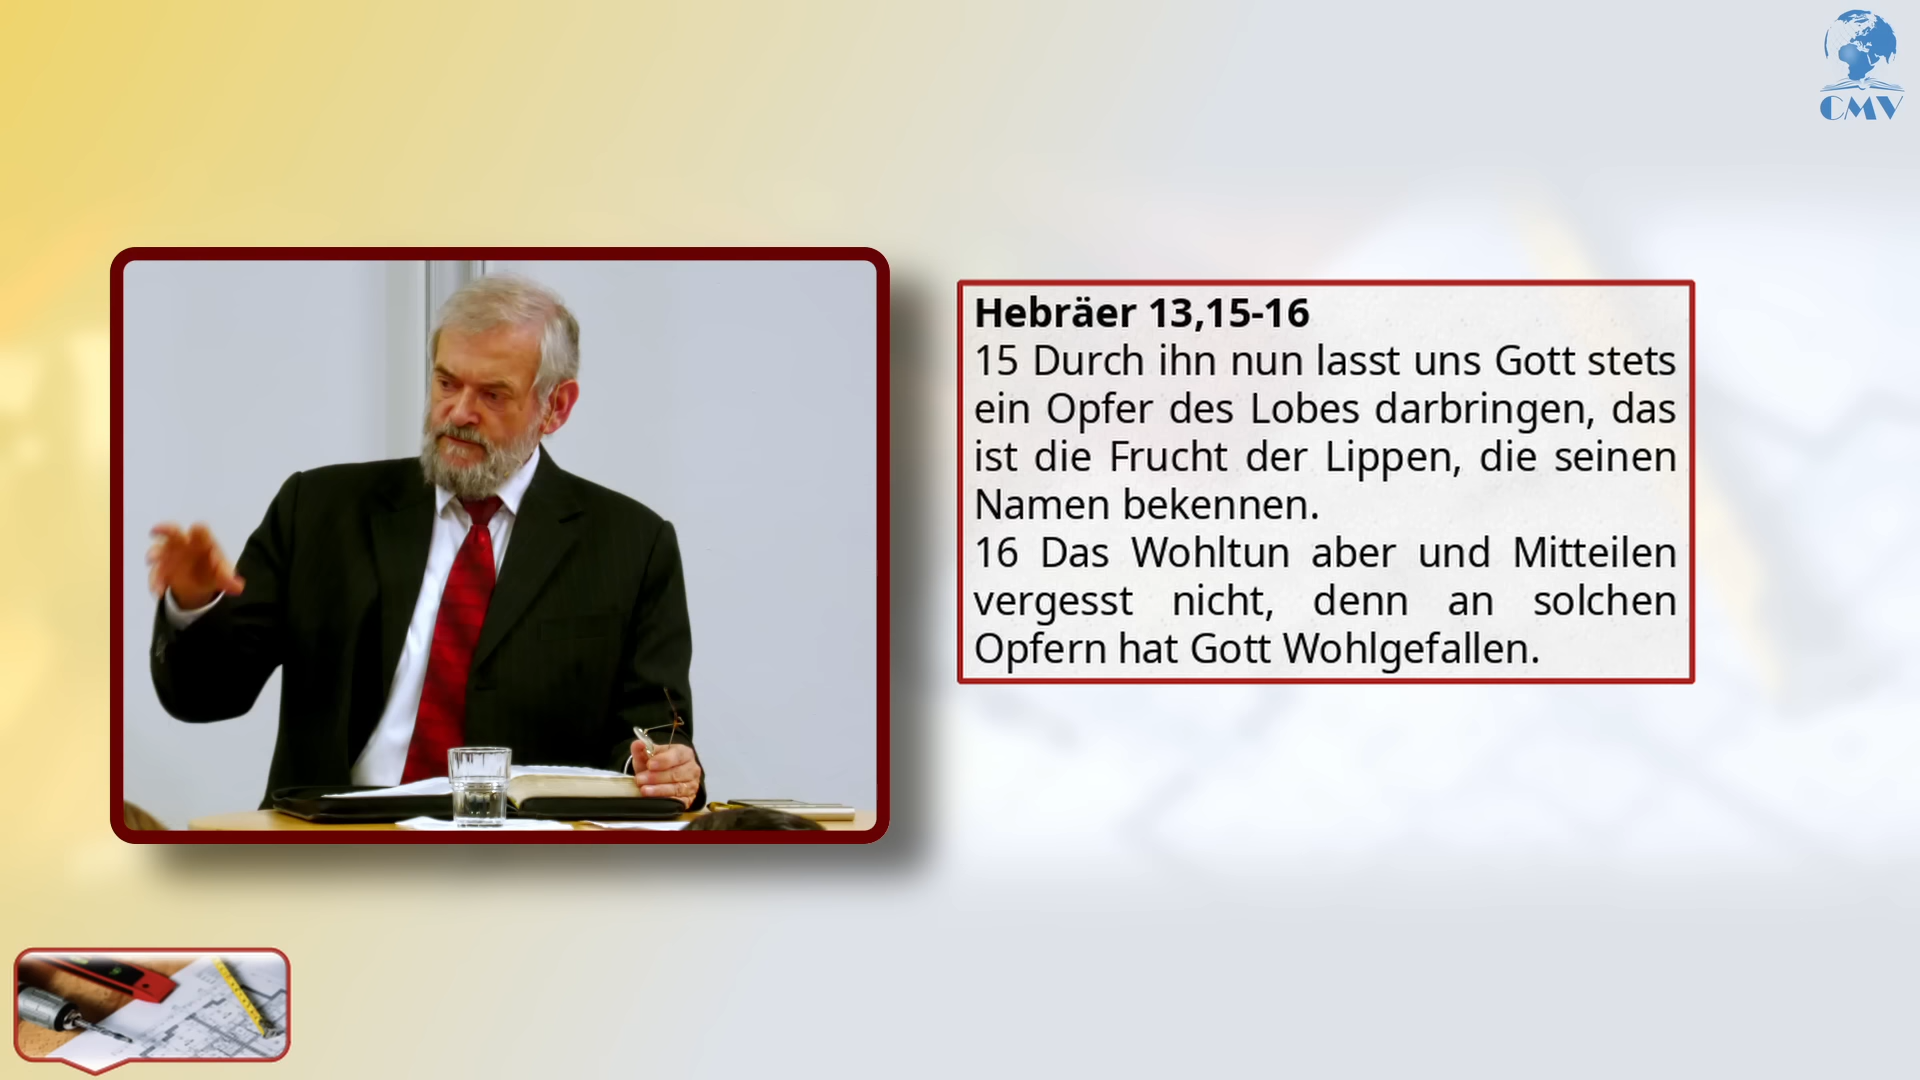 CMV
Hebräer 13,15-16
15 Durch ihn nun lasst uns Gott stets
ein Opfer des Lobes darbringen, das
ist die Frucht der Lippen, die seinen
Namen bekennen.
16 Das Wohltun aber und Mitteilen
vergesst nicht, denn an solchen
Opfern hat Gott Wohlgefallen.